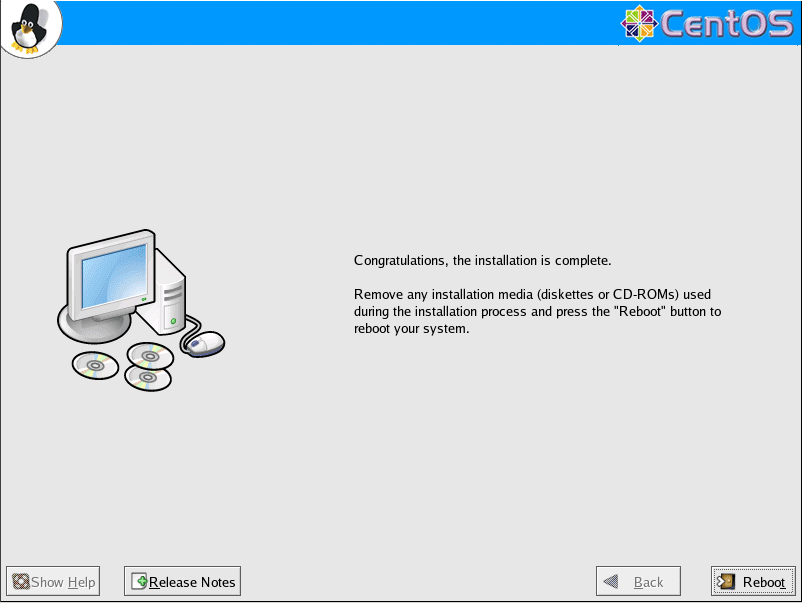 CentOS
Congratulations, the installation is complete.
Remove any installation media (diskettes or CD-ROMs) used
during the installation process and press the "Reboot" button to
reboot your system.
Show Help
Release Notes
Back
Reboot